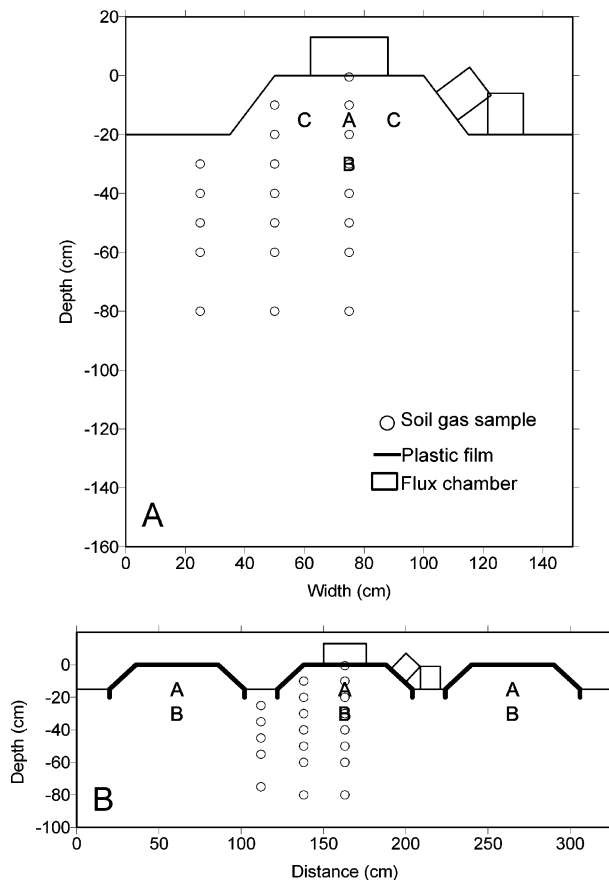 20
0
-20
-40
-60
-80
-100
-120
-140
-160
Depth (cm)
C A C
B
Soil gas sample
Plastic film
Flux chamber
A
0 20 40 60 80 100 120 140
Width (cm)
0
-20
-40
-60
-80
-100
Depth (cm)
A A A
B B B
B
0 50 100 150 200 250 300
Distance (cm)